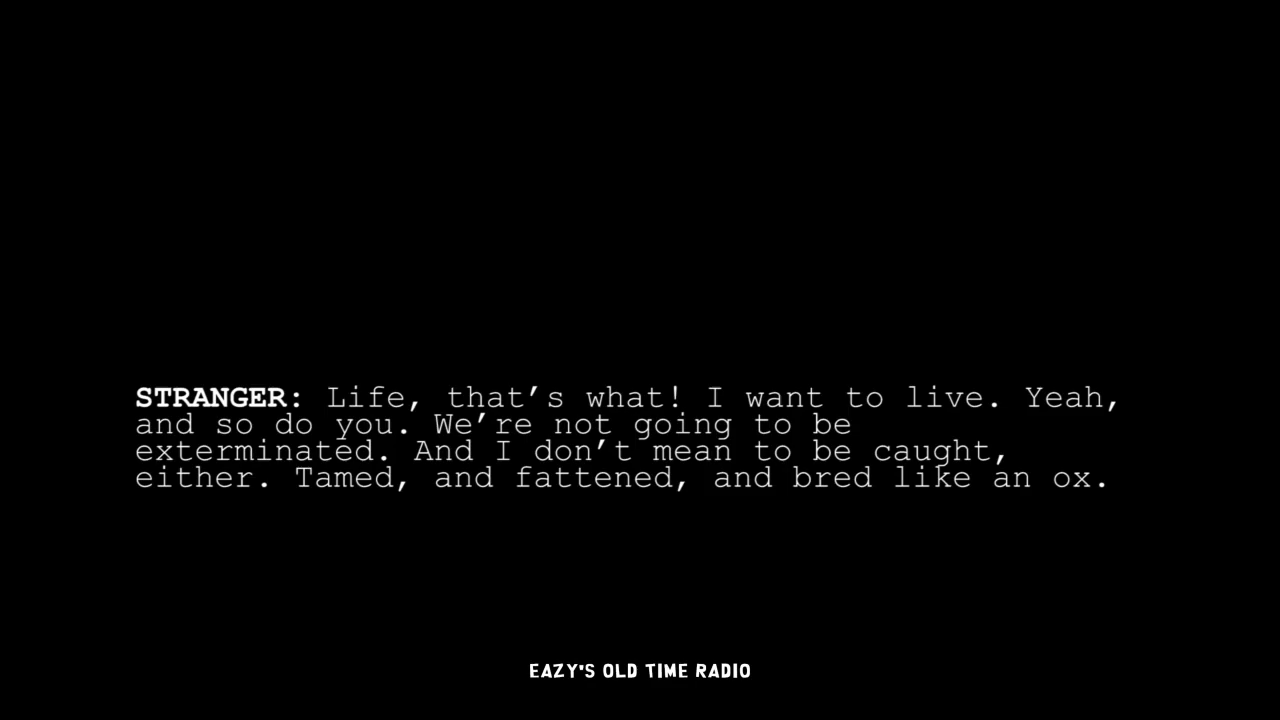 STRANGER: Life, that’s what! I want to live. Yeah,
and so do you. We’re not going to be
exterminated. And I don’t mean to be caught,
either. Tamed, and fattened, and bred like an ox.
EAZY'S OLD TIME RADIO